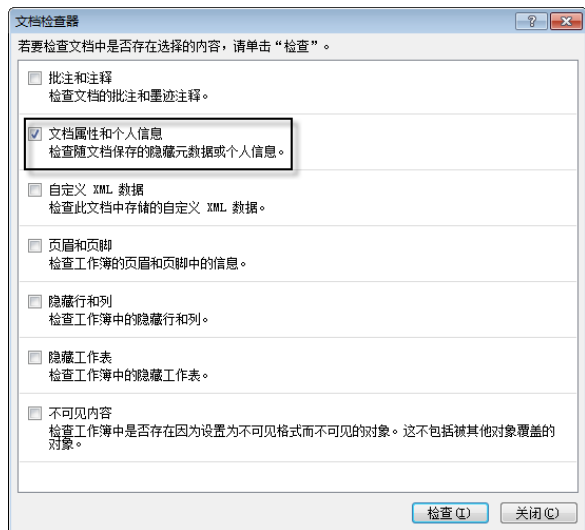 文档检查器
若要检查文档中是否存在选择的内容，请单击“检查”。
批注和注释
检查文档的批注和墨迹注释。
文档属性和个人信息
检查随文档保存的隐藏元数据或个人信息。
自定义 XML 数据
检查此文档中存储的自定义 XML 数据。
页眉和页脚
检查工作簿的页眉和页脚中的信息。
隐藏行和列
检查工作簿中的隐藏行和列。
隐藏工作表
检查工作簿中的隐藏工作表。
不可见内容
检查工作簿中是否存在因为设置为不可见格式而不可见的对象。这不包括被其他对象覆盖的
对象。
检查(I) 关闭(C)